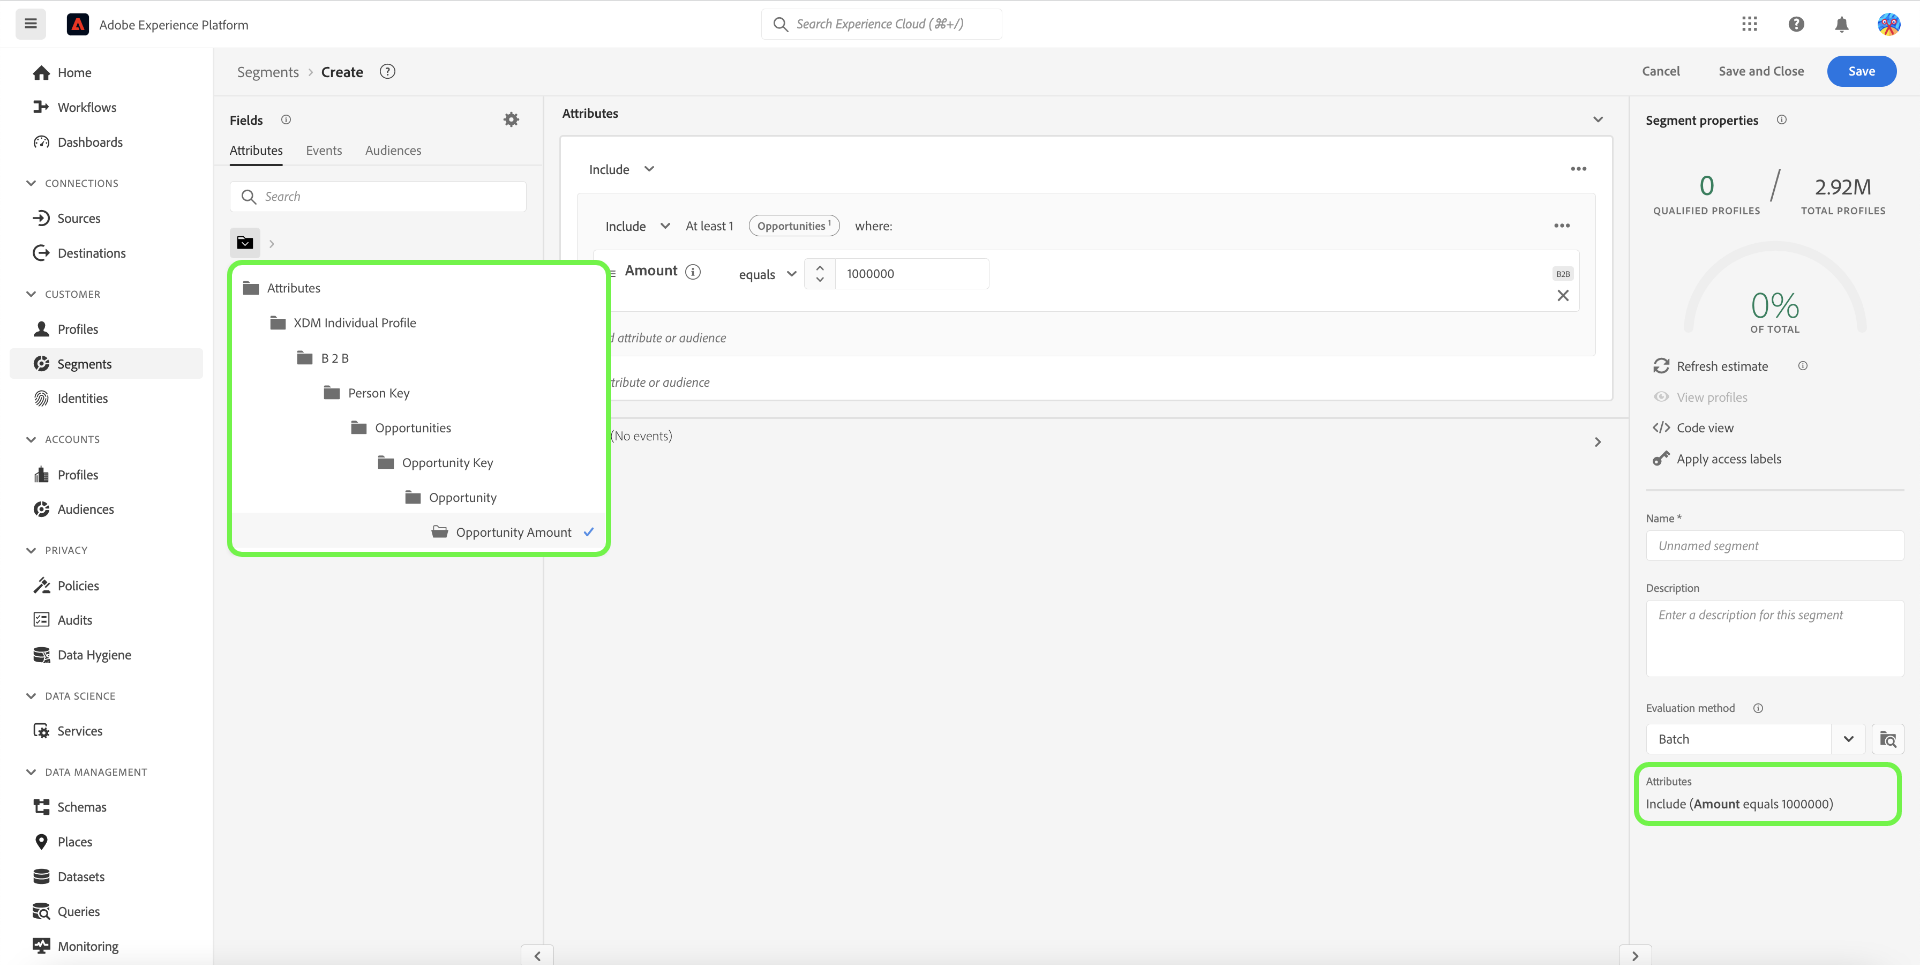 Adobe Experience Platform
Search Experience Cloud (⌘+/)
Home
Workflows
Dashboards
CONNECTIONS
Sources
Destinations
CUSTOMER
Profiles
Segments
Identities
ACCOUNTS
Profiles
Audiences
PRIVACY
Policies
Audits
Data Hygiene
DATA SCIENCE
Services
DATA MANAGEMENT
Schemas
Places
Datasets
Queries
Monitoring
Segments > Create
Cancel Save and Close Save
Fields
Attributes Events Audiences
Search
Attributes
XDM Individual Profile
B 2 B
Person Key
Opportunities
Opportunity Key
Opportunity
Opportunity Amount
Attributes
Include
Include At least 1 Opportunities 1 where:
Amount equals 1000000
B2B
attribute or audience
or audience
(No events)
Segment properties
0 / 2.92M
QUALIFIED PROFILES TOTAL PROFILES
0%
OF TOTAL
Refresh estimate
View profiles
Code view
Apply access labels
Name *
Unnamed segment
Description
Enter a description for this segment
Evaluation method
Batch
Attributes
Include (Amount equals 1000000)